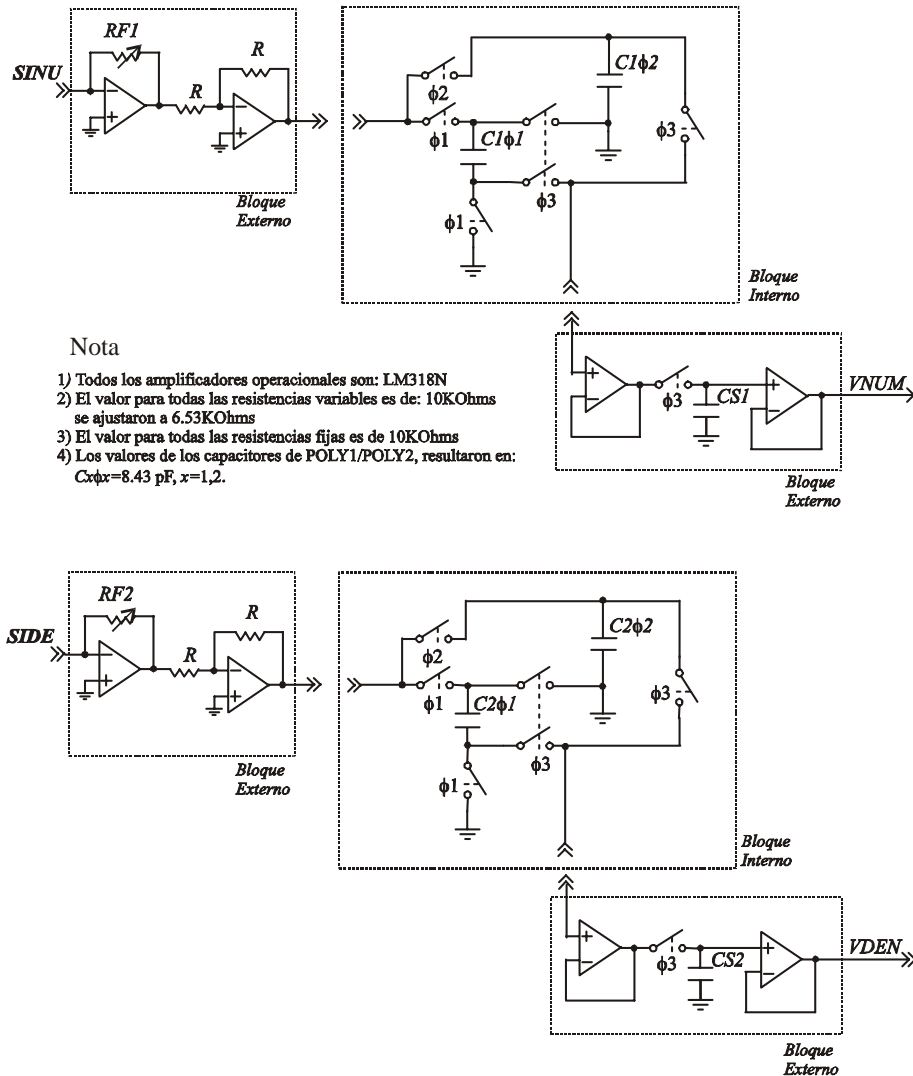 RF1
R
SINU
R
Bloque
Externo
C1ϕ2
ϕ2
ϕ1
ϕ3
C1ϕ1
ϕ3
ϕ1
Bloque
Interno
Nota
1) Todos los amplificadores operacionales son: LM318N
2) El valor para todas las resistencias variables es de: 10KOhms
se ajustaron a 6.53KOhms
3) El valor para todas las resistencias fijas es de 10KOhms
4) Los valores de los capacitores de POLY1/POLY2, resultaron en:
Cxϕx=8.43 pF, x=1,2.
VNUM
ϕ3
CS1
Bloque
Externo
RF2
R
SIDE
R
Bloque
Externo
C2ϕ2
ϕ2
ϕ1
ϕ3
C2ϕ1
ϕ3
ϕ1
Bloque
Interno
VDEN
ϕ3
CS2
Bloque
Externo